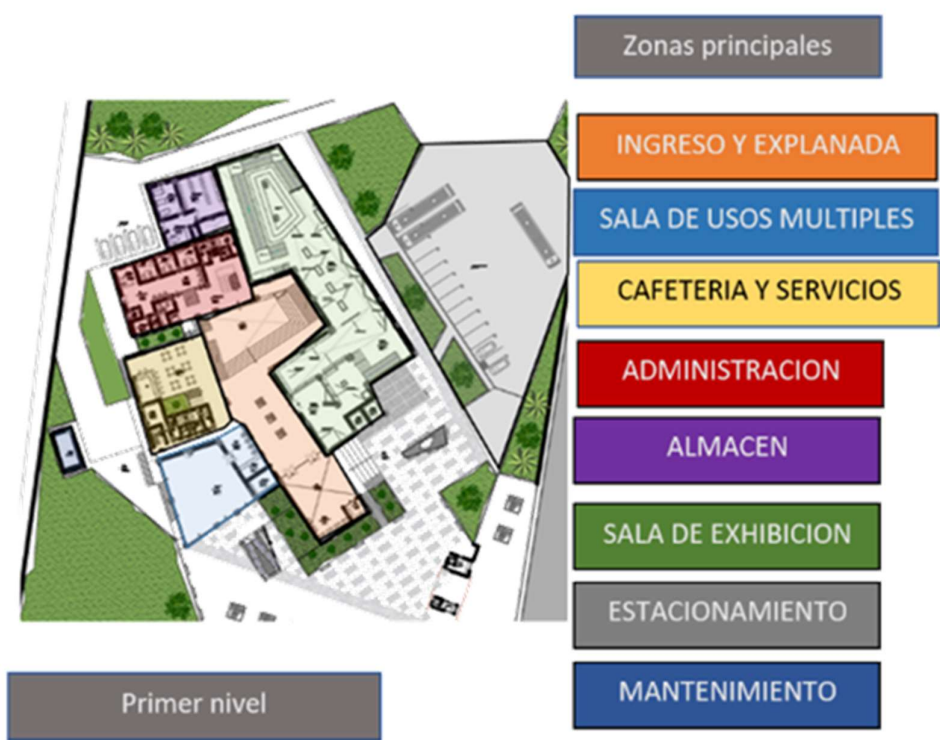 Zonas principales
INGRESO Y EXPLANADA
SALA DE USOS MULTIPLES
CAFETERIA Y SERVICIOS
ADMINISTRACION
ALMACEN
SALA DE EXHIBICION
ESTACIONAMIENTO
MANTENIMIENTO
Primer nivel